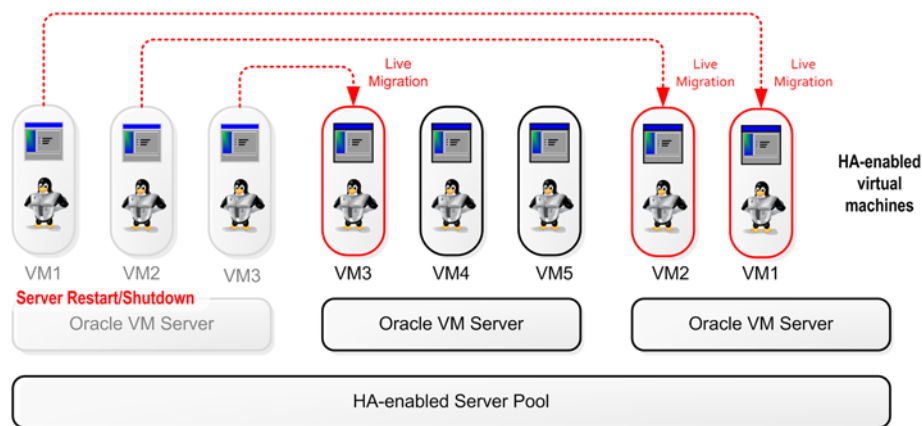 Live
Migration
Live
Migration
Live
Migration
HA-enabled
virtual
machines
VM1
VM2
VM3
VM3
VM4
VM5
VM2
VM1
Server Restart/Shutdown
Oracle VM Server
Oracle VM Server
Oracle VM Server
HA-enabled Server Pool